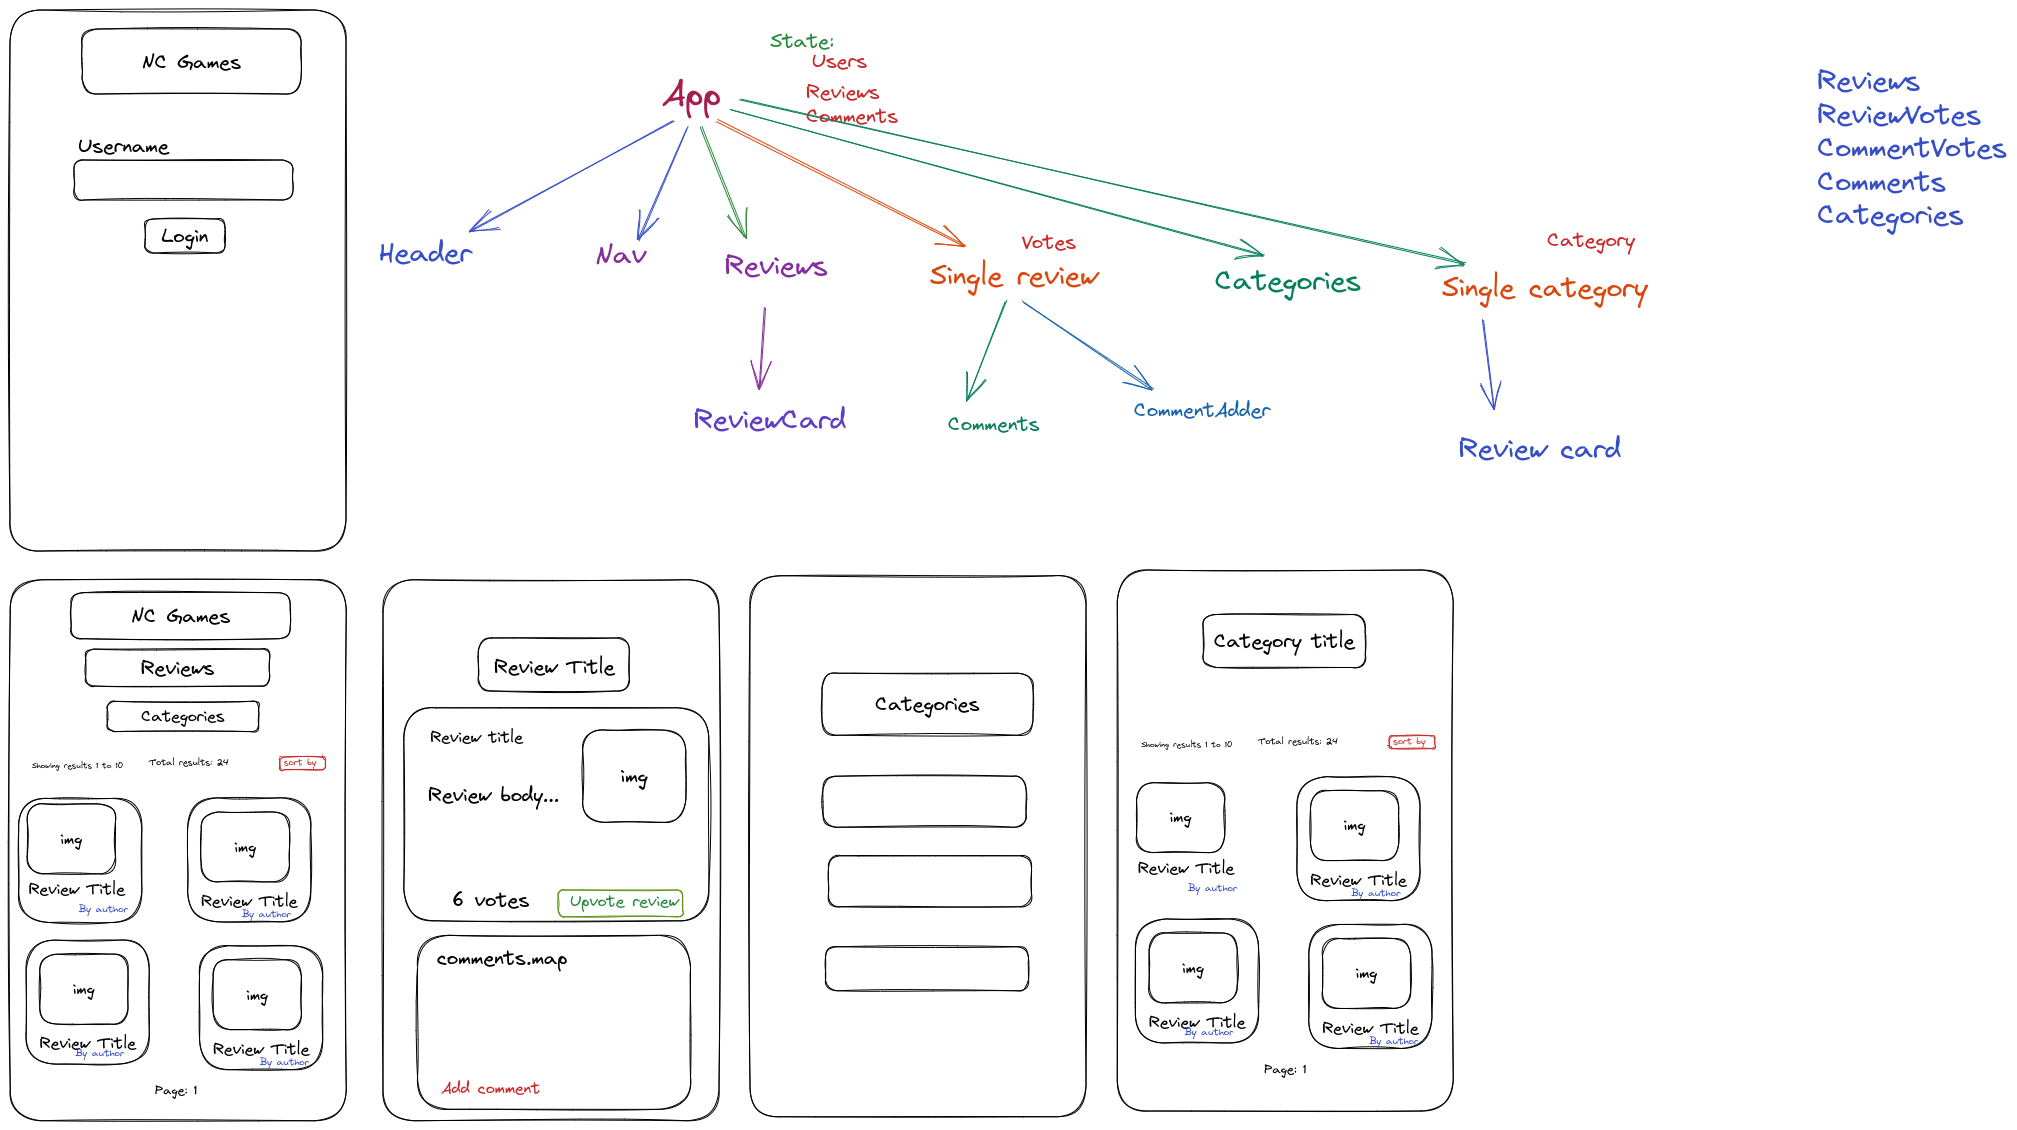 NC Games
Username
Login
State:
Users
Reviews
Comments
App
Header
Nav
Reviews
Votes
Single review
Categories
Category
Single category
ReviewCard
Comments
CommentAdder
Review card
Reviews
ReviewVotes
CommentVotes
Comments
Categories
NC Games
Reviews
Categories
Showing results 1 to 10
Total results: 24
sort by
img
Review Title
By author
img
Review Title
By author
img
Review Title
By author
img
Review Title
By author
Page: 1
Review Title
Review title
img
Review body...
6 votes
Upvote review
comments.map
Add comment
Categories
Category title
Showing results 1 to 10
Total results: 24
sort by
img
Review Title
By author
img
Review Title
By author
img
Review Title
By author
img
Review Title
By author
Page: 1